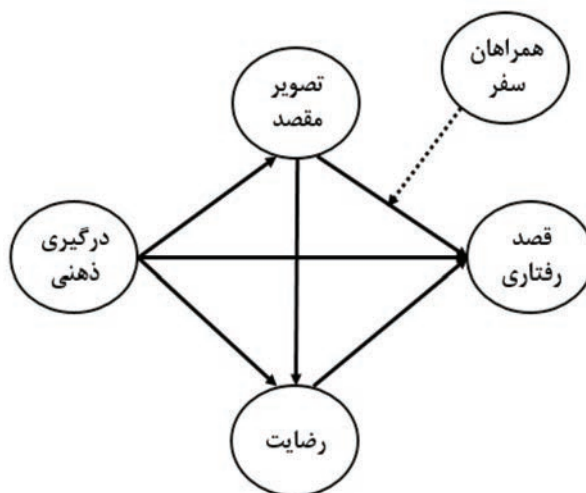 همراهان
سفر
تصویر
مقصد
قصد
رفتاری
درگیری
ذهنی
رضایت